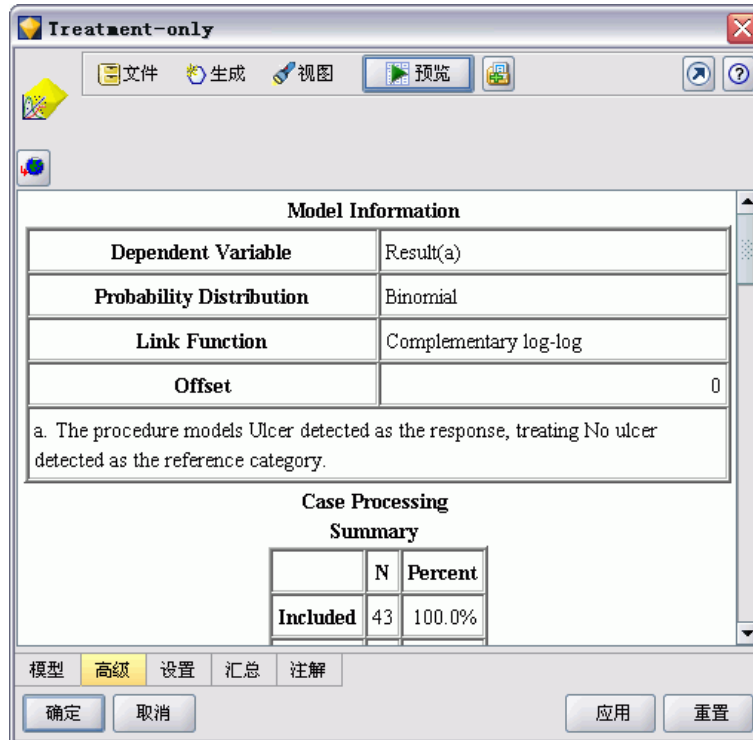 Treatment-only
文件 生成 视图 预览
Model Information
Dependent Variable Result(a)
Probability Distribution Binomial
Link Function Complementary log-log
Offset 0
a. The procedure models Ulcer detected as the response, treating No ulcer
detected as the reference category.
Case Processing
Summary
N Percent
Included 43 100.0%
模型 高级 设置 汇总 注解
确定 取消 应用 重置